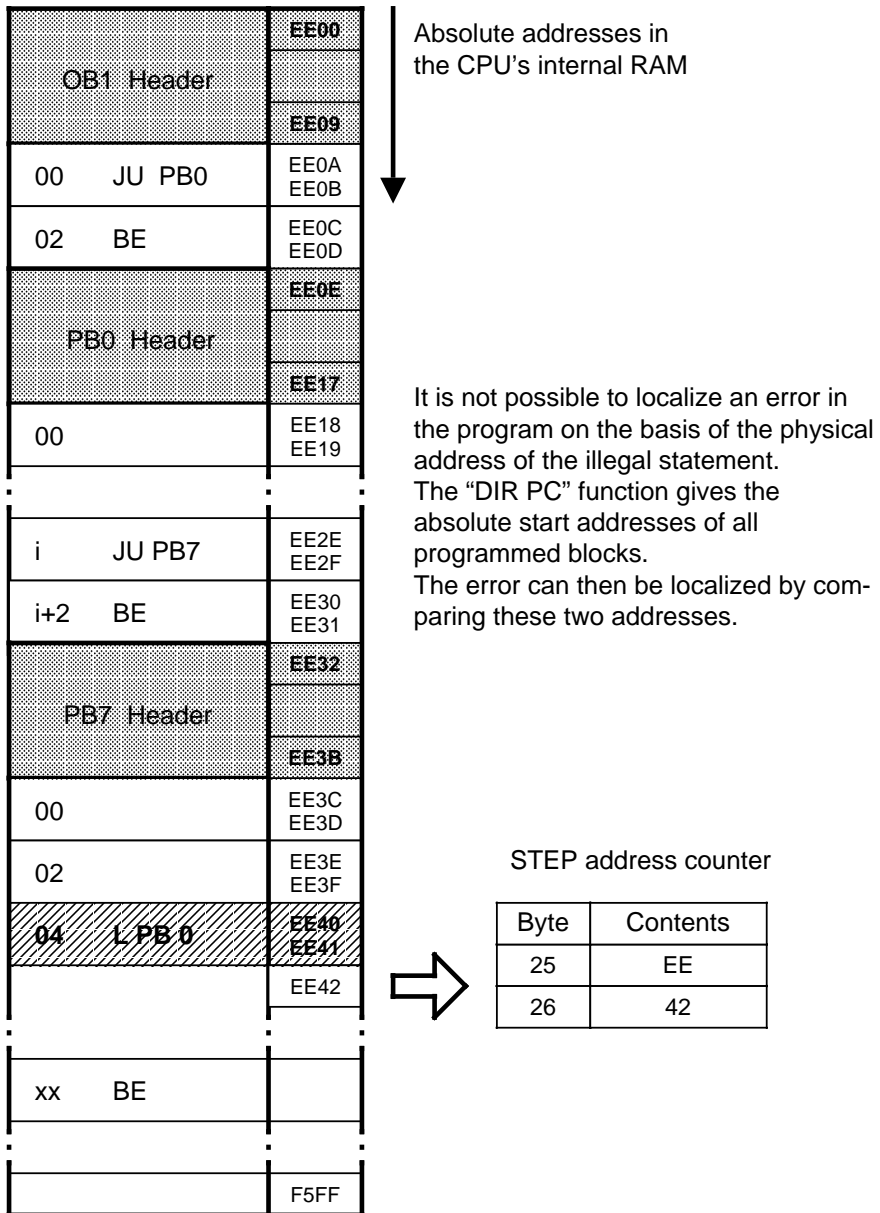 EE00
OB1 Header
EE09
00 JU PB0 EE0A
EE0B
02 BE EE0C
EE0D
EE0E
PB0 Header
EE17
00 EE18
EE19
i JU PB7 EE2E
EE2F
i+2 BE EE30
EE31
EE32
PB7 Header
EE3B
00 EE3C
EE3D
02 EE3E
EE3F
04 L PB 0 EE40
EE41
EE42
xx BE
F5FF
Absolute addresses in
the CPU’s internal RAM
It is not possible to localize an error in
the program on the basis of the physical
address of the illegal statement.
The “DIR PC” function gives the
absolute start addresses of all
programmed blocks.
The error can then be localized by com-
paring these two addresses.
STEP address counter
Byte Contents
25 EE
26 42